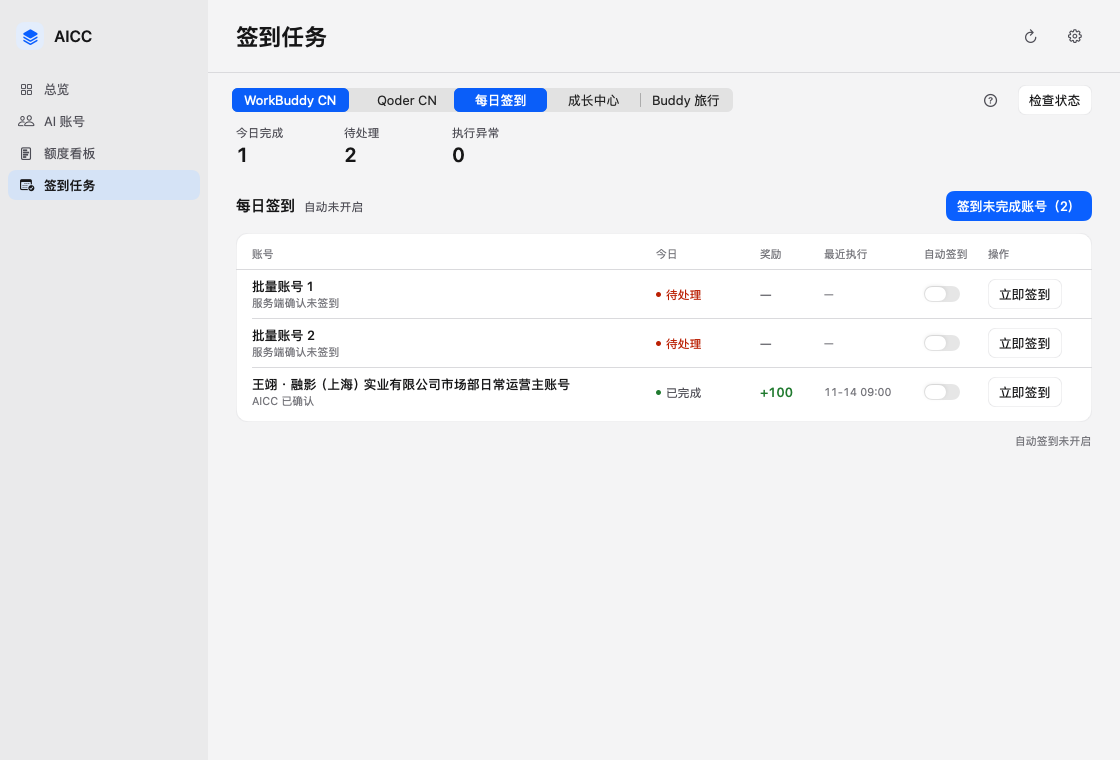 AICC
总览
AI 账号
额度看板
签到任务
签到任务
WorkBuddy CN
Qoder CN
每日签到
成长中心
Buddy 旅行
检查状态
今日完成
待处理
执行异常
1
2
0
每日签到 自动未开启
签到未完成账号（2）
账号 今日 奖励 最近执行 自动签到 操作
批量账号 1
服务端确认未签到
待处理 — — 立即签到
批量账号 2
服务端确认未签到
待处理 — — 立即签到
王翊 · 融影（上海）实业有限公司市场部日常运营主账号
AICC 已确认
已完成 +100 11-14 09:00 立即签到
自动签到未开启